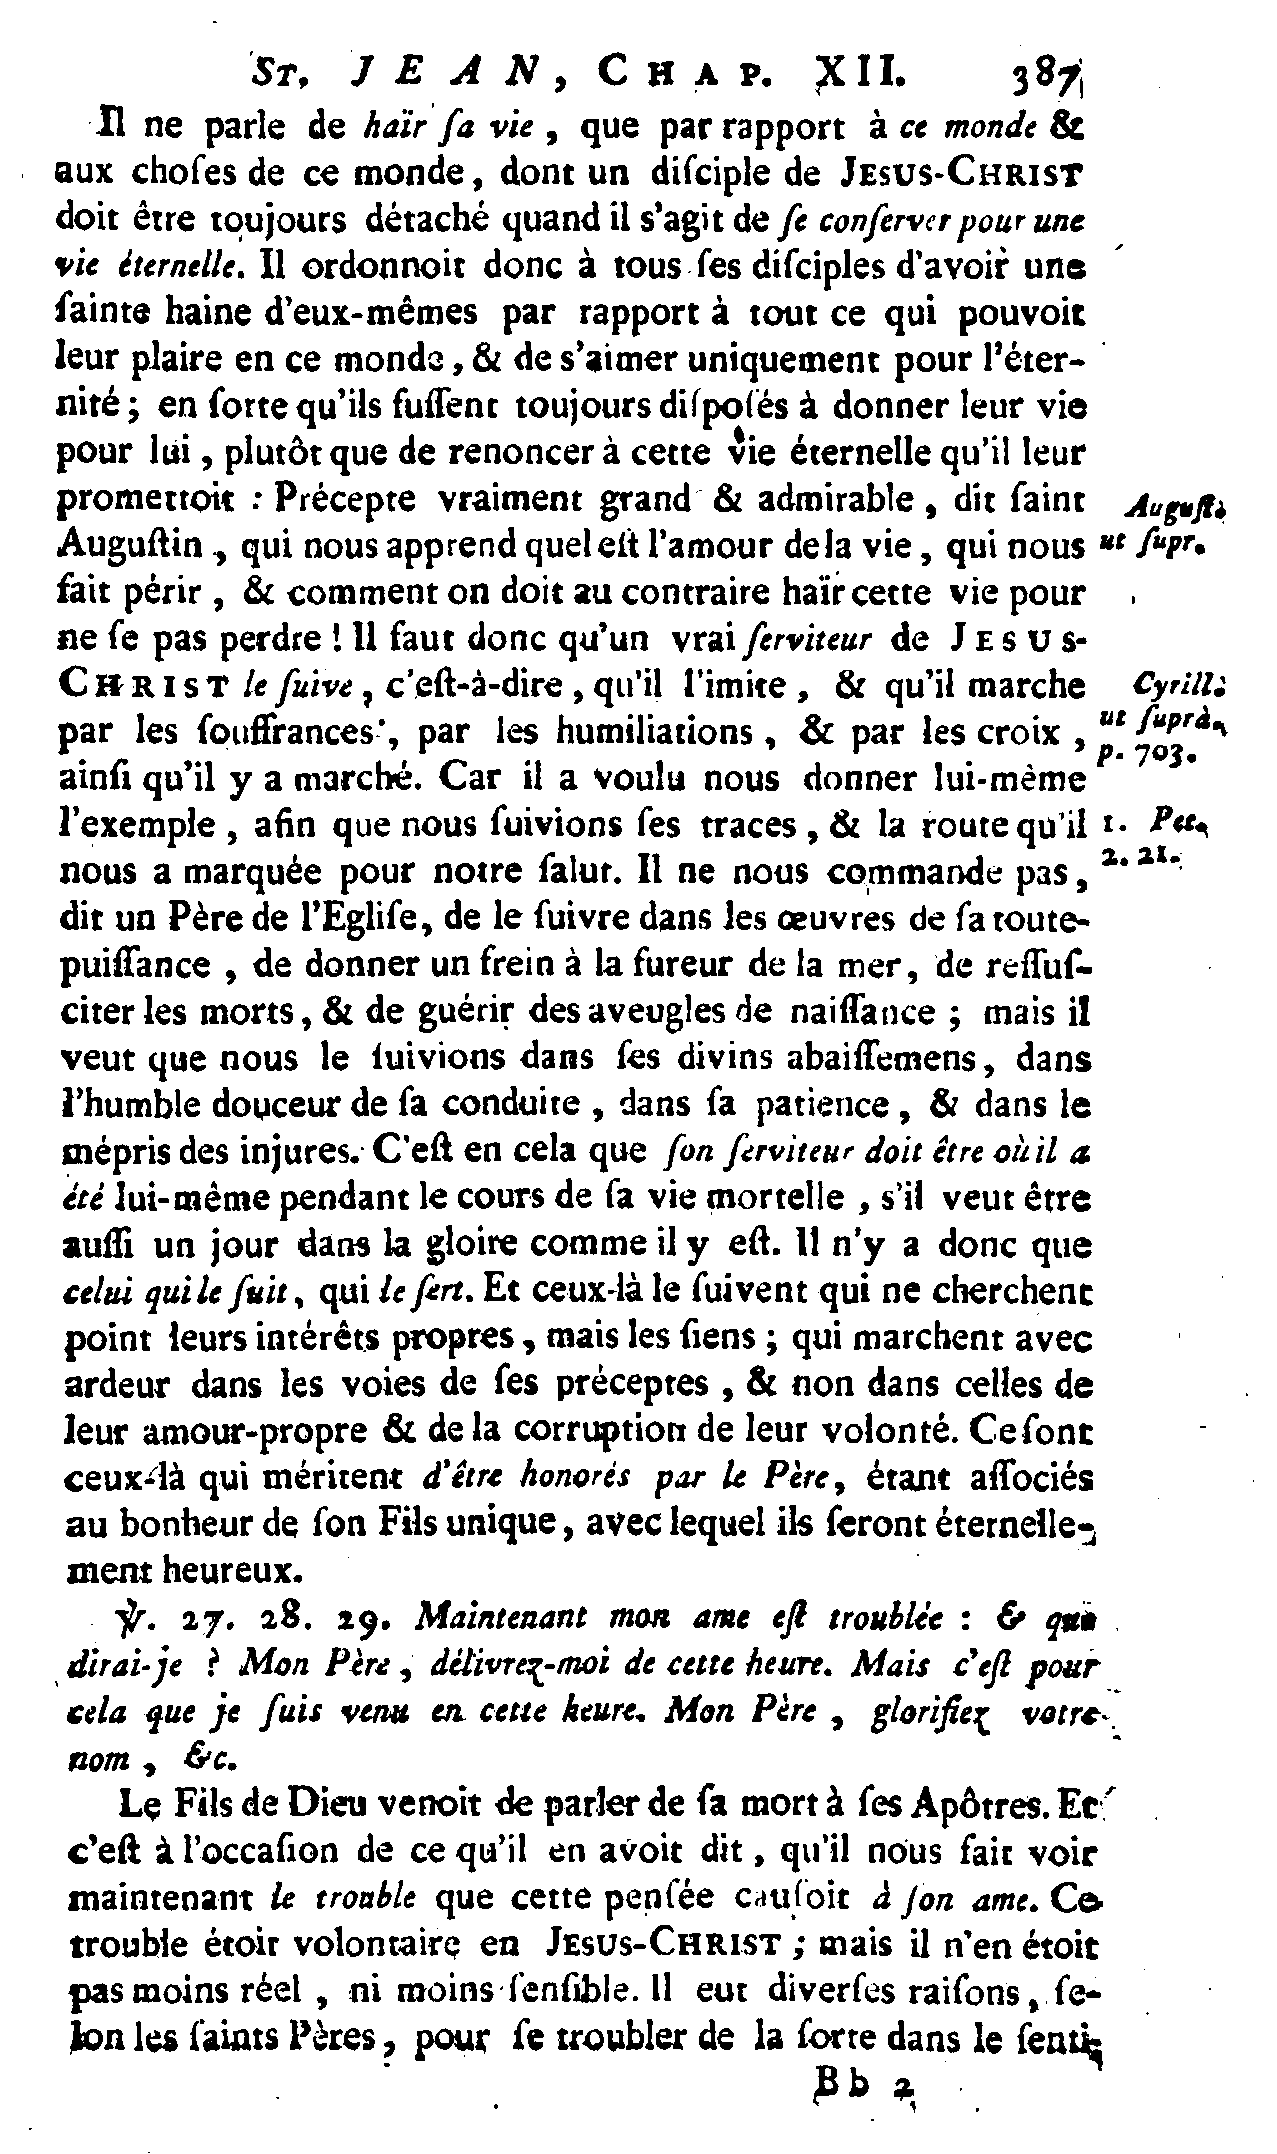 ST. JEAN, CHAP. XII. 387
Il ne parle de haïr ſa vie, que par rapport à ce monde &
aux choſes de ce monde, dont un diſciple de JESUS-CHRIST
doit être toujours détaché quand il s'agit de ſe conſerver pour une
vie éternelle. Il ordonnoit donc à tous ſes diſciples d'avoir une
ſainte haine d'eux-mêmes par rapport à tout ce qui pouvoit
leur plaire en ce monde, & de s'aimer uniquement pour l'éter-
nité; en ſorte qu'ils fuſſent toujours diſpoſés à donner leur vie
pour lui, plutôt que de renoncer à cette vie éternelle qu'il leur
promettoit : Précepte vraiment grand & admirable, dit ſaint
Auguſtin, qui nous apprend quel eſt l'amour de la vie, qui nous
fait périr, & comment on doit au contraire haïr cette vie pour
ne ſe pas perdre ! Il faut donc qu'un vrai ſerviteur de JESUS-
CHRIST le ſuive, c'eſt-à-dire, qu'il l'imite, & qu'il marche
par les ſouffrances, par les humiliations, & par les croix,
ainſi qu'il y a marché. Car il a voulu nous donner lui-mème
l'exemple, afin que nous ſuivions ſes traces, & la route qu'il
nous a marquée pour notre ſalut. Il ne nous commande pas,
dit un Père de l'Egliſe, de le ſuivre dans les œuvres de ſa toute-
puiſſance, de donner un frein à la fureur de la mer, de reſſuſ-
citer les morts, & de guérir des aveugles de naiſſance ; mais il
veut que nous le ſuivions dans ſes divins abaiſſemens, dans
l'humble douceur de ſa conduite, dans ſa patience, & dans le
mépris des injures. C'eſt en cela que ſon ſerviteur doit être où il a
été lui-même pendant le cours de ſa vie mortelle, s'il veut être
auſſi un jour dans la gloire comme il y eſt. Il n'y a donc que
celui qui le ſuit, qui le ſert. Et ceux-là le ſuivent qui ne cherchent
point leurs intérêts propres, mais les ſiens ; qui marchent avec
ardeur dans les voies de ſes préceptes, & non dans celles de
leur amour-propre & de la corruption de leur volonté. Ce ſont
ceux-là qui méritent d'être honorés par le Père, étant aſſociés
au bonheur de ſon Fils unique, avec lequel ils ſeront éternelle-
ment heureux.
℣. 27. 28. 29. Maintenant mon ame eſt troublée : & que
dirai-je ? Mon Père, délivrez-moi de cette heure. Mais c'eſt pour
cela que je ſuis venu en cette heure. Mon Père, glorifiez votre
nom, &c.
Le Fils de Dieu venoit de parler de ſa mort à ſes Apôtres. Et
c'eſt à l'occaſion de ce qu'il en avoit dit, qu'il nous fait voir
maintenant le trouble que cette penſée cauſoit à ſon ame. Ce
trouble étoit volontaire en JESUS-CHRIST ; mais il n'en étoit
pas moins réel, ni moins ſenſible. Il eut diverſes raiſons, ſe-
lon les ſaints Pères, pour ſe troubler de la ſorte dans le ſenti-
Bb 2
Auguſt.
ut ſupr.
Cyrill.
ut ſuprà,
p. 703.
1. Pet.
2. 21.